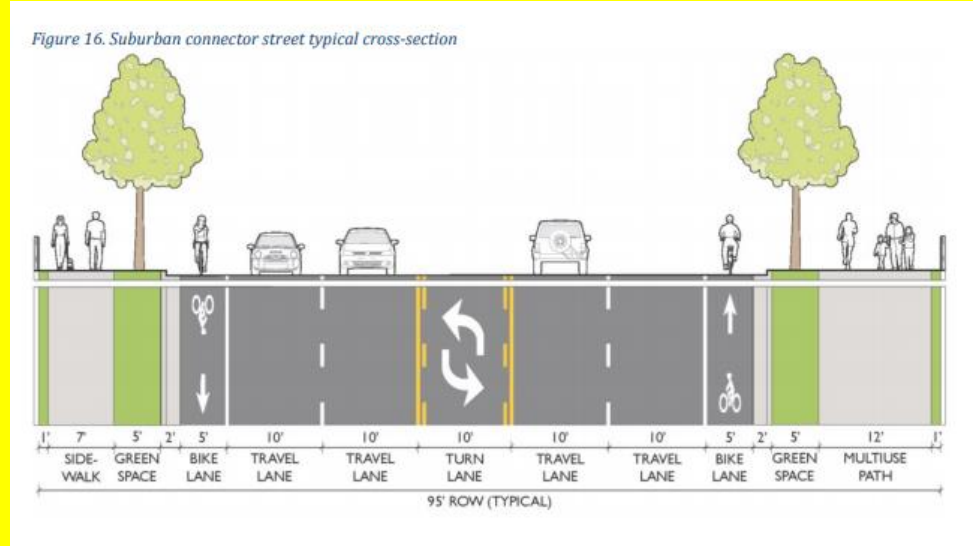 Figure 16. Suburban connector street typical cross-section
1' 7' 5' 2' 5' 10' 10' 10' 10' 10' 5' 2' 5' 12' 1'
SIDE- GREEN BIKE TRAVEL TRAVEL TURN TRAVEL TRAVEL BIKE GREEN MULTIUSE
WALK SPACE LANE LANE LANE LANE LANE LANE LANE SPACE PATH
95' ROW (TYPICAL)